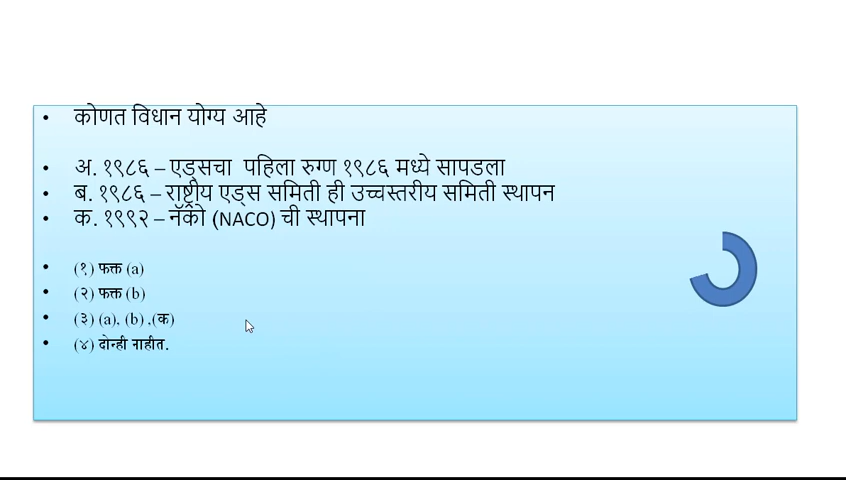 कोणत विधान योग्य आहे
अ. १९८६ – एड्सचा पहिला रुग्ण १९८६ मध्ये सापडला
ब. १९८६ – राष्ट्रीय एड्स समिती ही उच्चस्तरीय समिती स्थापन
क. १९९२ – नॅको (NACO) ची स्थापना
(१) फक्त (a)
(२) फक्त (b)
(३) (a). (b) .(क)
(४) दोन्ही नाहीत.